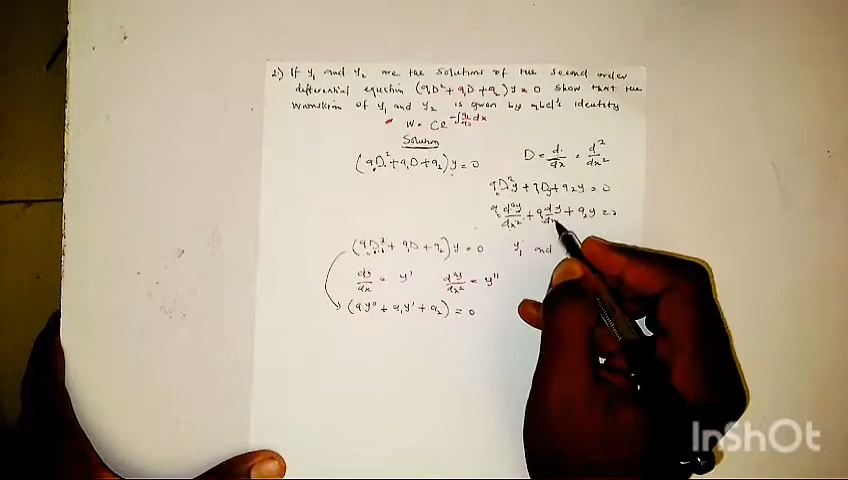 2) If y₁ and y₂ are the solutions of the second order
differential equation (a₀D² + a₁D + a₂)y = 0 show that the
Wronskian of y₁ and y₂ is given by abel's identity
W = Ce^(-∫(a₁/a₀)dx)
Solution
(a₀D² + a₁D + a₂)y = 0 D = d/dx = d²/dx²
a₀D²y + a₁Dy + a₂y = 0
a₀ d²y/dx² + a₁ dy/dx + a₂y = 0
(a₀D² + a₁D + a₂)y = 0 y₁ and
dy/dx = y' d²y/dx² = y''
(a y'' + a₁y' + a₂) = 0
InShOt